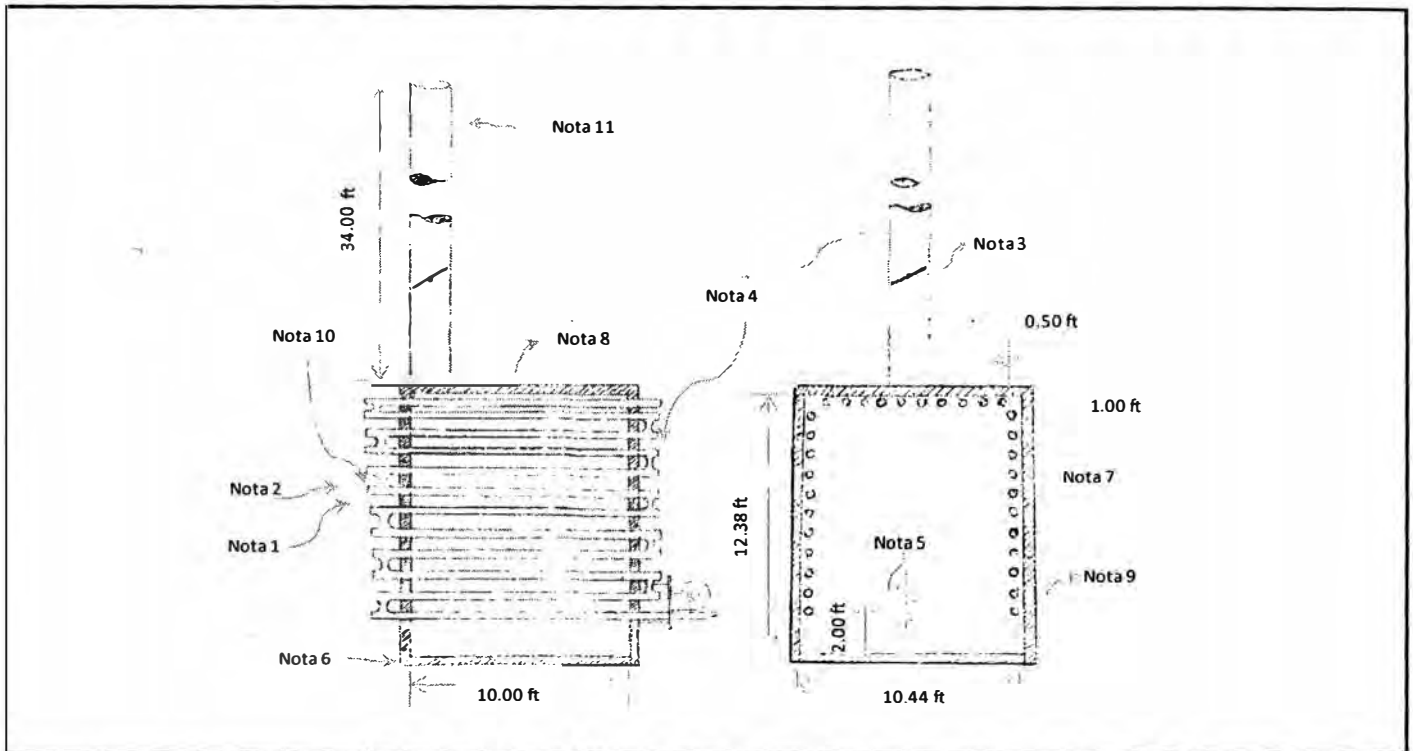 Nota 11
34.00 ft
Nota 3
Nota 4
0.50 ft
Nota 10
Nota 8
1.00 ft
Nota 7
Nota 2
12.38 ft
Nota 1
Nota 5
Nota 9
2.00 ft
Nota 6
10.00 ft
10.44 ft